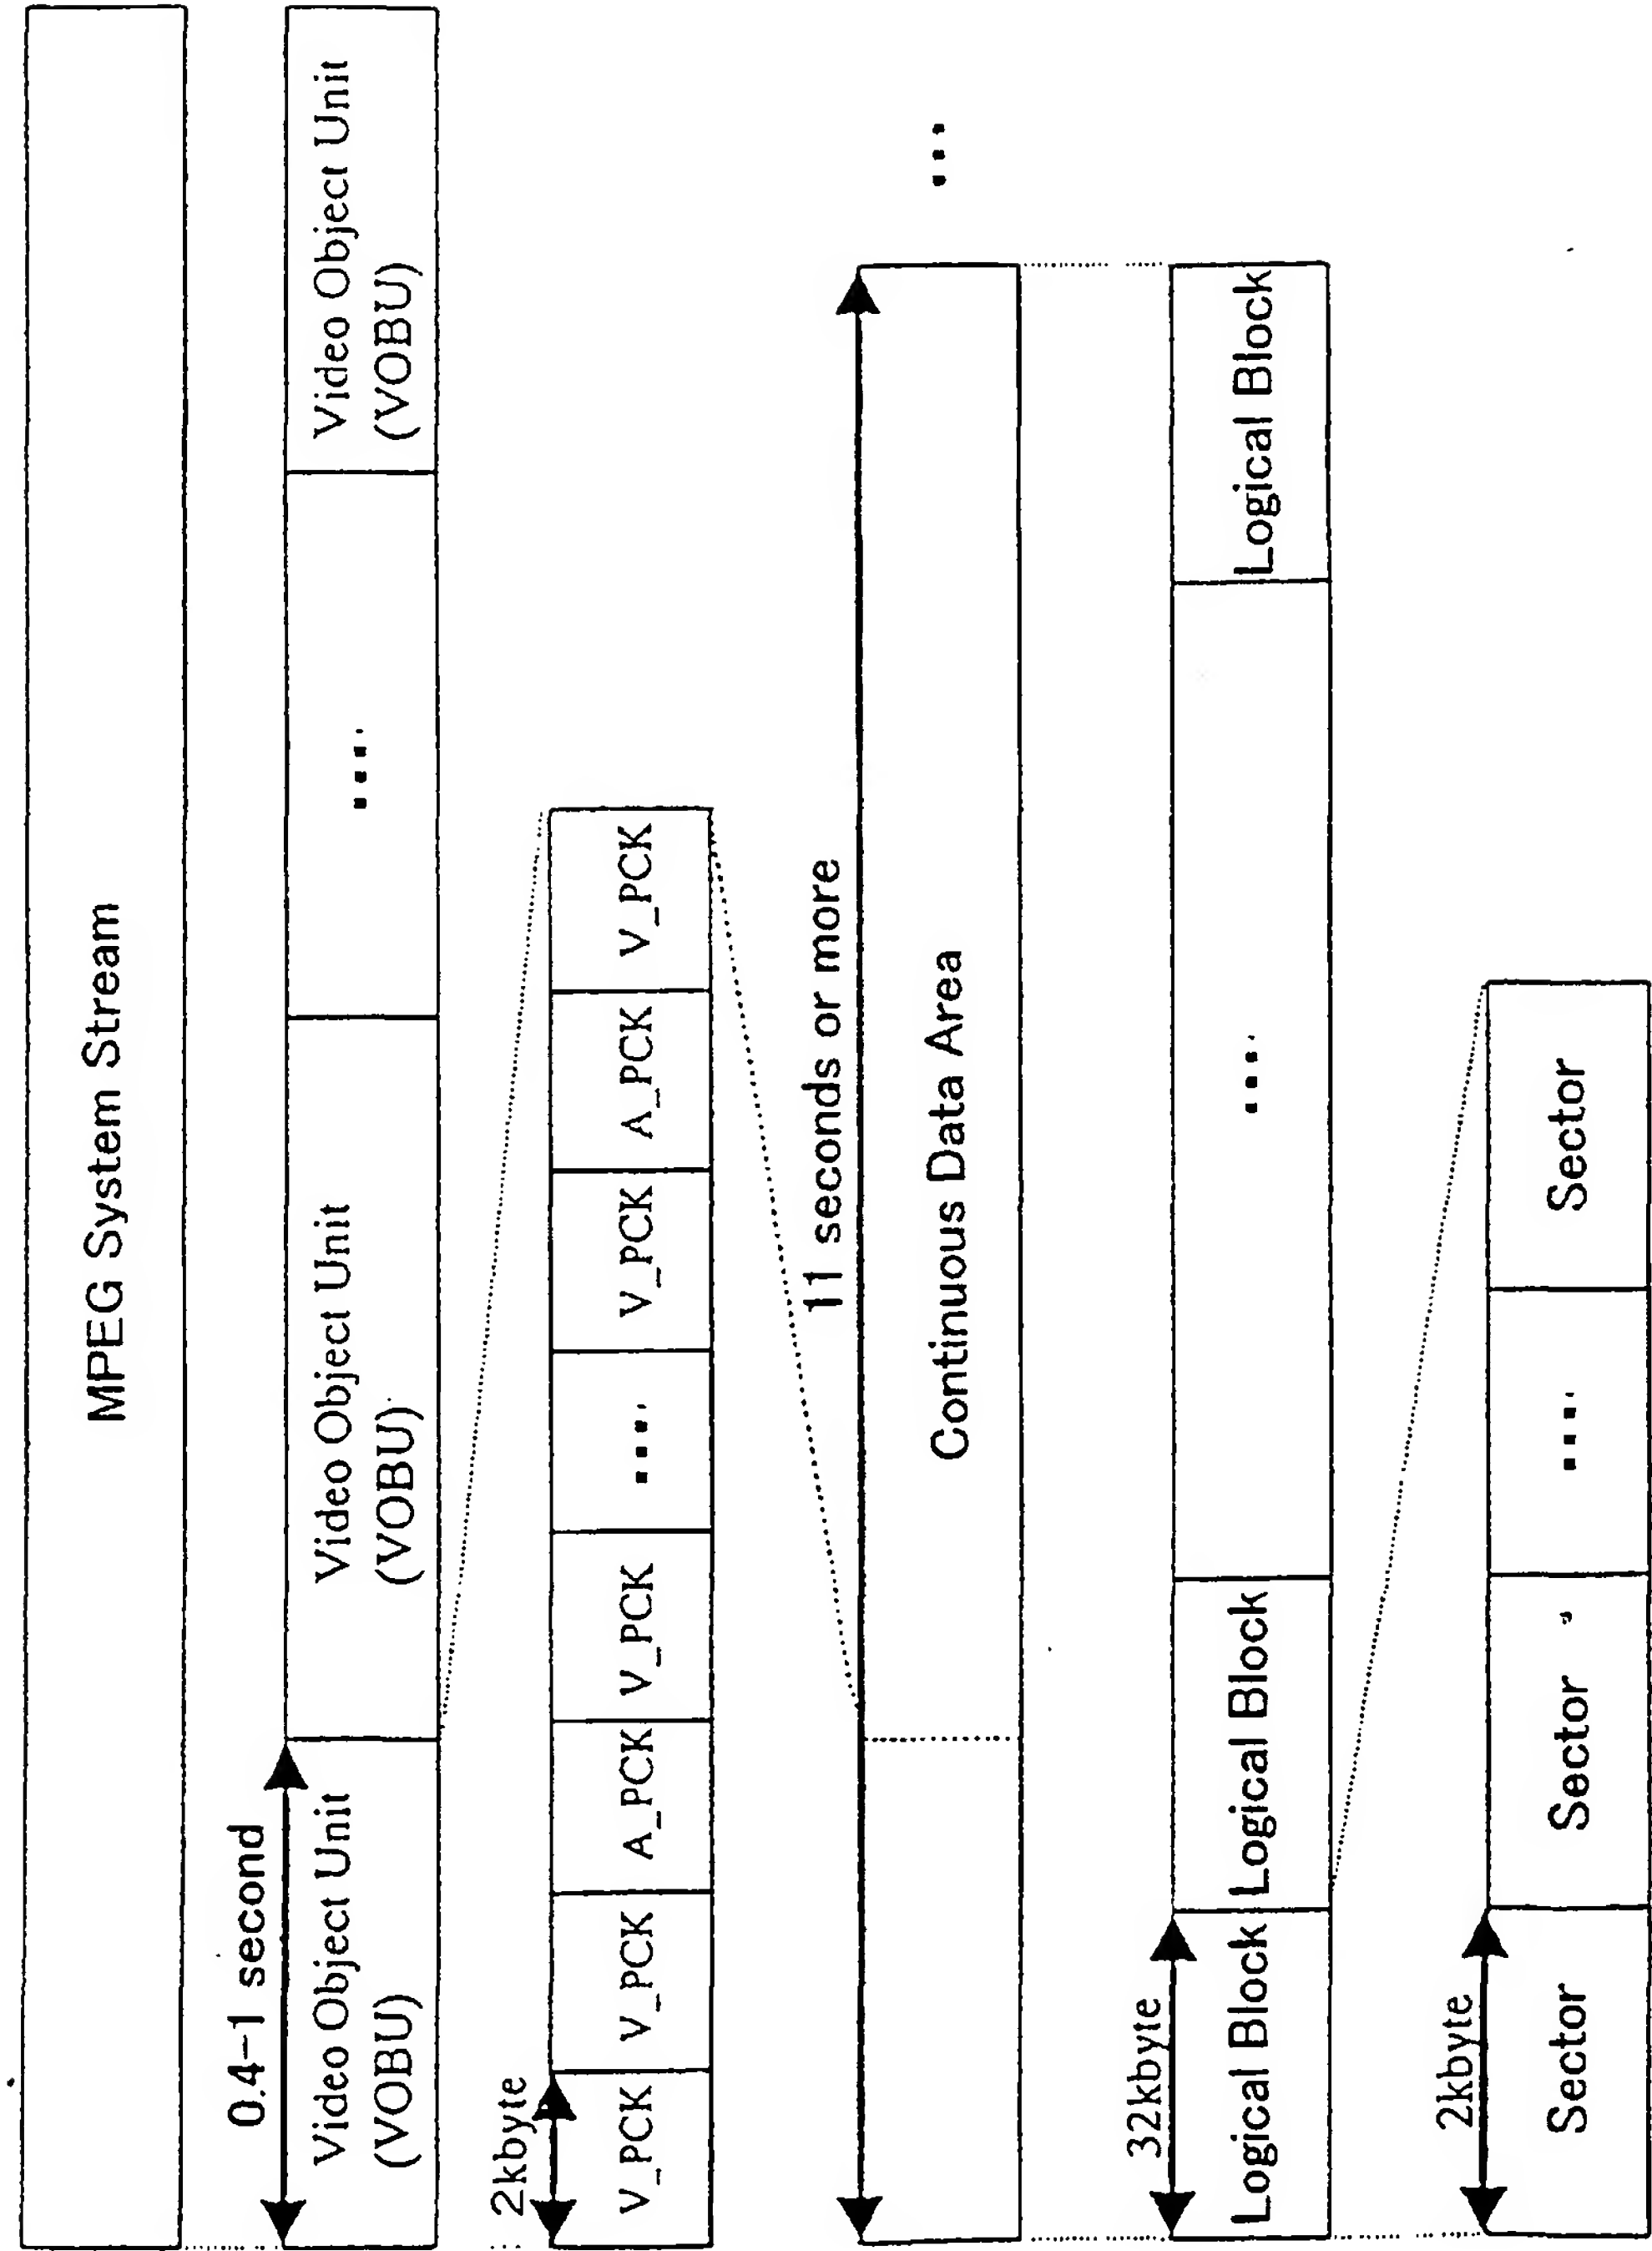 MPEG System Stream
0.4-1 second
Video Object Unit
(VOBU)
Video Object Unit
(VOBU)
....
Video Object Unit
(VOBU)
2kbyte
V_PCK
V_PCK
A_PCK
V_PCK
....
V_PCK
A_PCK
V_PCK
11 seconds or more
Continuous Data Area
...
32kbyte
Logical Block
Logical Block
....
Logical Block
2kbyte
Sector
Sector
....
Sector